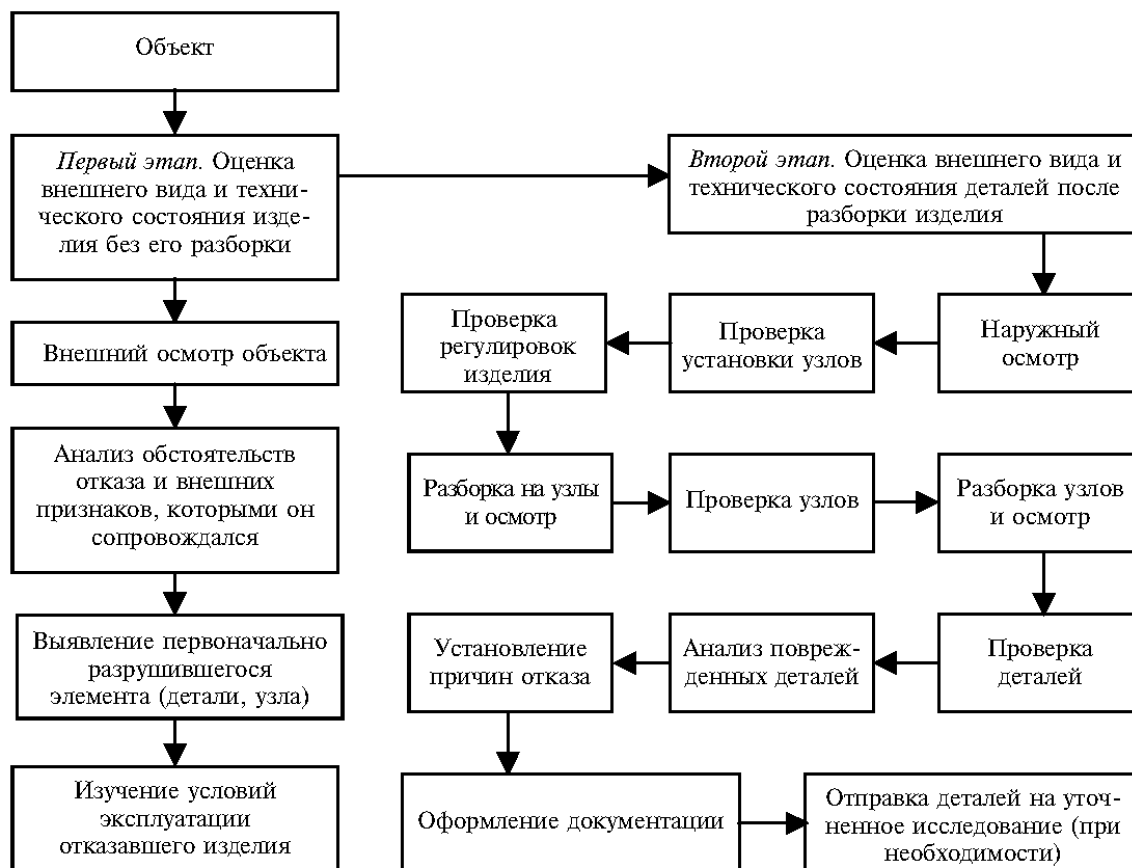 Объект
Первый этап. Оценка
внешнего вида и техни-
ческого состояния изде-
лия без его разборки
Внешний осмотр объекта
Анализ обстоятельств
отказа и внешних
признаков, которыми он
сопровождался
Выявление первоначально
разрушившегося
элемента (детали, узла)
Изучение условий
эксплуатации
отказавшего изделия
Второй этап. Оценка внешнего вида и
технического состояния деталей после
разборки изделия
Наружный
осмотр
Проверка
установки узлов
Проверка
регулировок
изделия
Разборка на узлы
и осмотр
Проверка узлов
Разборка узлов
и осмотр
Проверка
деталей
Анализ повреж-
денных деталей
Установление
причин отказа
Оформление документации
Отправка деталей на уточ-
ненное исследование (при
необходимости)